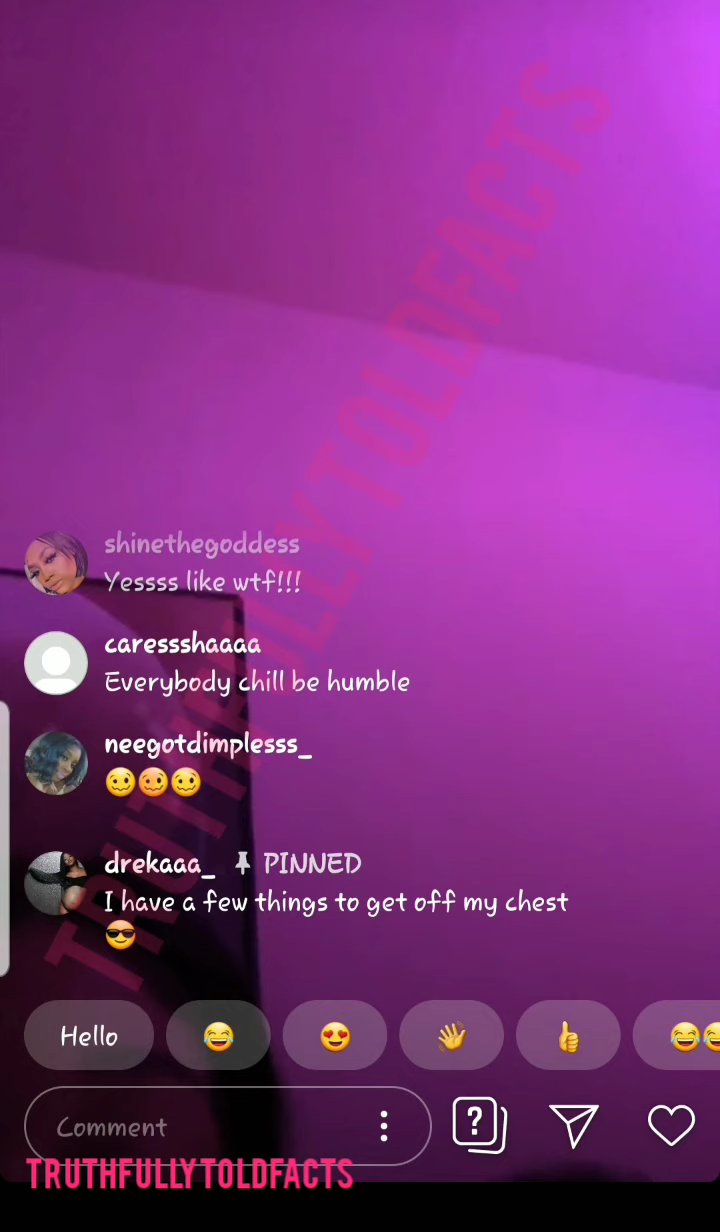 TRUTHFULLYTOLDFACTS
shinethegoddess
Yessss like wtf!!!
caressshaaaa
Everybody chill be humble
neegotdimplesss_
🥴🥴🥴
drekaaa_ 📌 PINNED
I have a few things to get off my chest
😎
Hello 😂 😍 👋 👍 😂😂
Comment
TRUTHFULLYTOLDFACTS